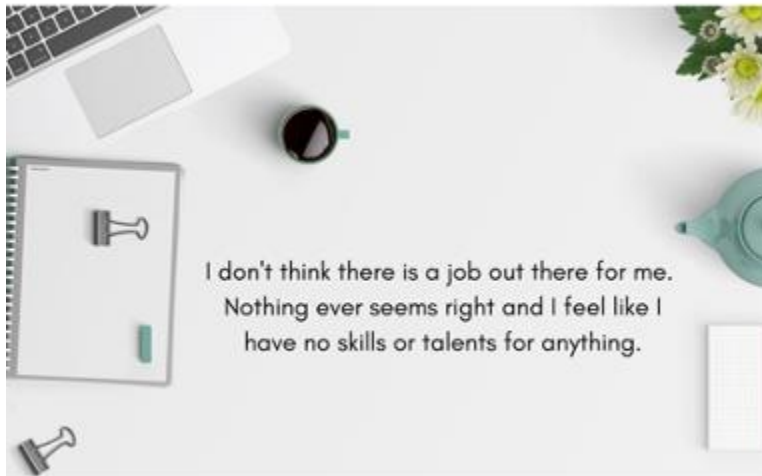 I don't think there is a job out there for me.
Nothing ever seems right and I feel like I
have no skills or talents for anything.